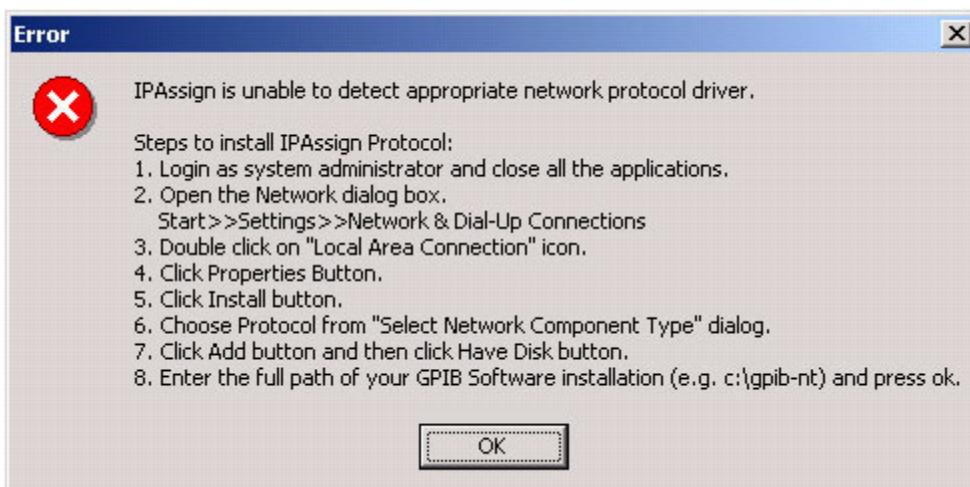 Error
IPAssign is unable to detect appropriate network protocol driver.
Steps to install IPAssign Protocol:
1. Login as system administrator and close all the applications.
2. Open the Network dialog box.
Start>>Settings>>Network & Dial-Up Connections
3. Double click on "Local Area Connection" icon.
4. Click Properties Button.
5. Click Install button.
6. Choose Protocol from "Select Network Component Type" dialog.
7. Click Add button and then click Have Disk button.
8. Enter the full path of your GPIB Software installation (e.g. c:\gpib-nt) and press ok.
OK